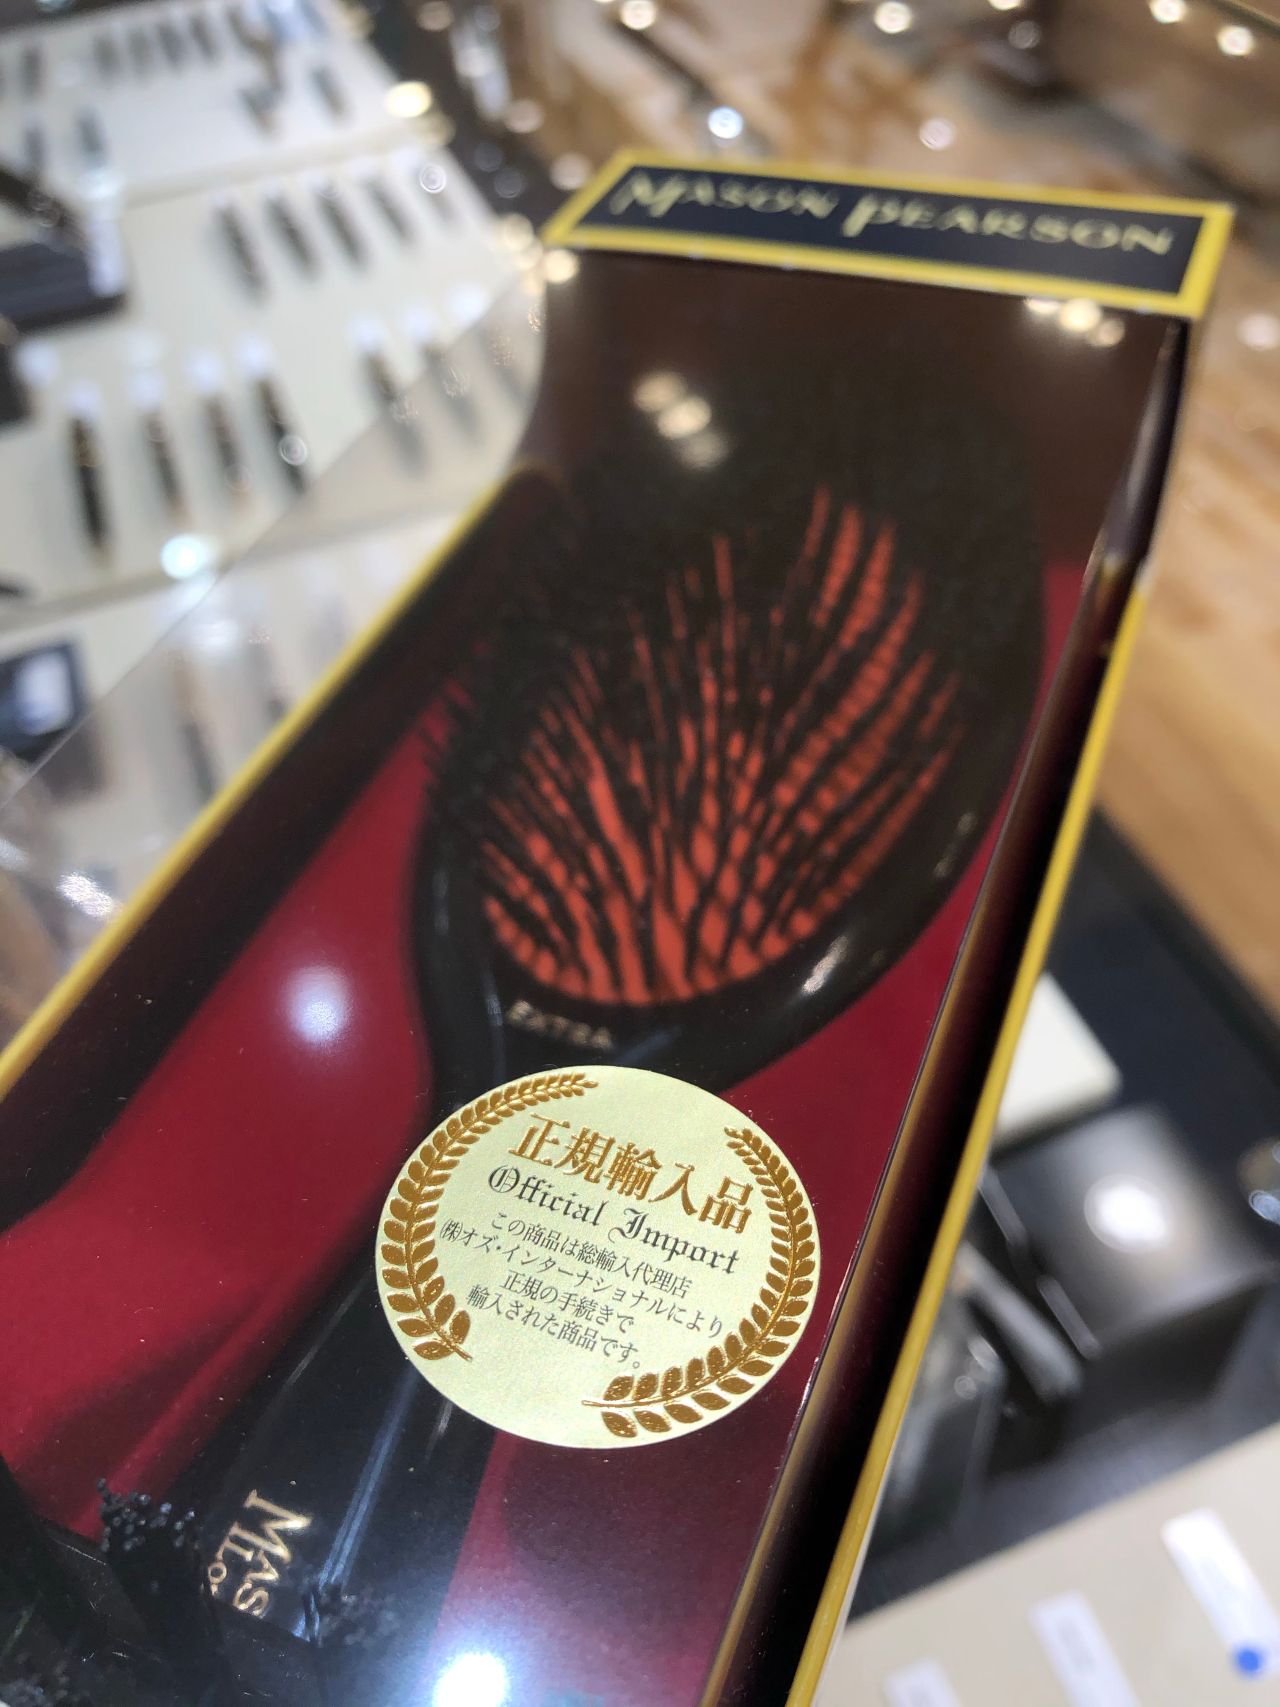 MASON PEARSON
EXTRA
正規輸入品
Official Import
この商品は総輸入代理店
㈱オズ・インターナショナルにより
正規の手続きで
輸入された商品です。
MAS
LO